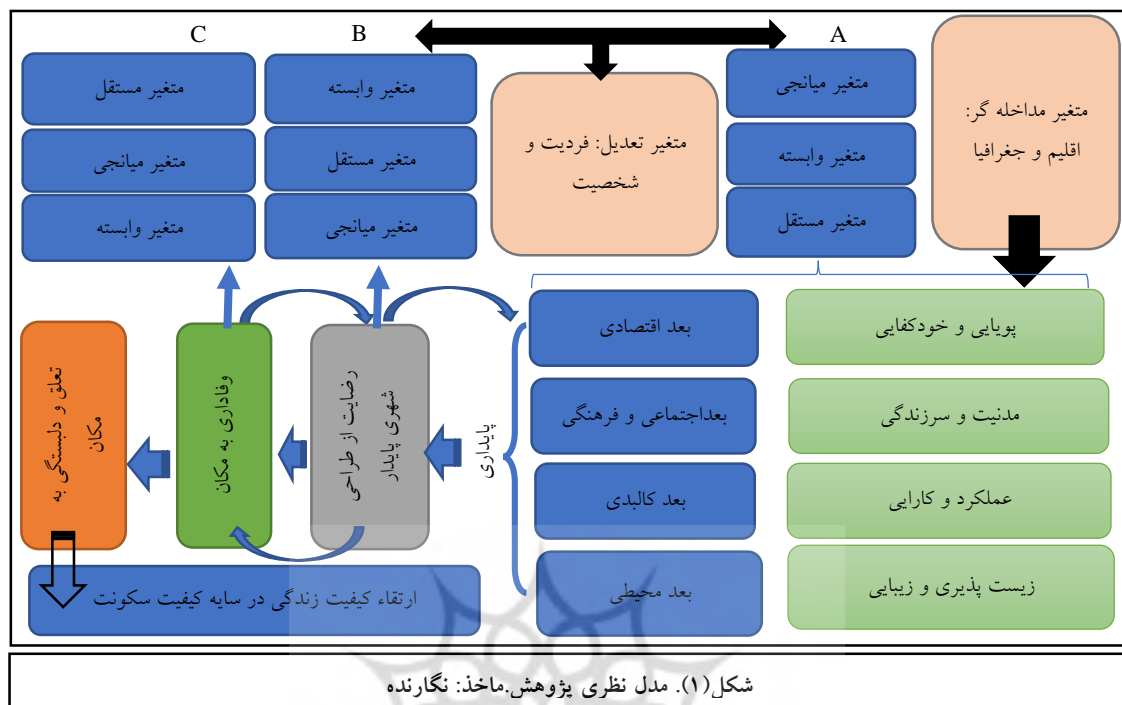 A
B
C
متغیر مداخله گر:
اقلیم و جغرافیا
متغیر میانجی
متغیر وابسته
متغیر مستقل
متغیر تعدیل: فردیت و
شخصیت
متغیر وابسته
متغیر مستقل
متغیر میانجی
متغیر مستقل
متغیر میانجی
متغیر وابسته
پویایی و خودکفایی
مدنیت و سرزندگی
عملکرد و کارایی
زیست پذیری و زیبایی
بعد اقتصادی
بعداجتماعی و فرهنگی
بعد کالبدی
بعد محیطی
پایداری
رضایت از طراحی
شهری پایدار
وفاداری به مکان
تعلق و دلبستگی به
مکان
ارتقاء کیفیت زندگی در سایه کیفیت سکونت
شکل(۱). مدل نظری پژوهش.ماخذ: نگارنده